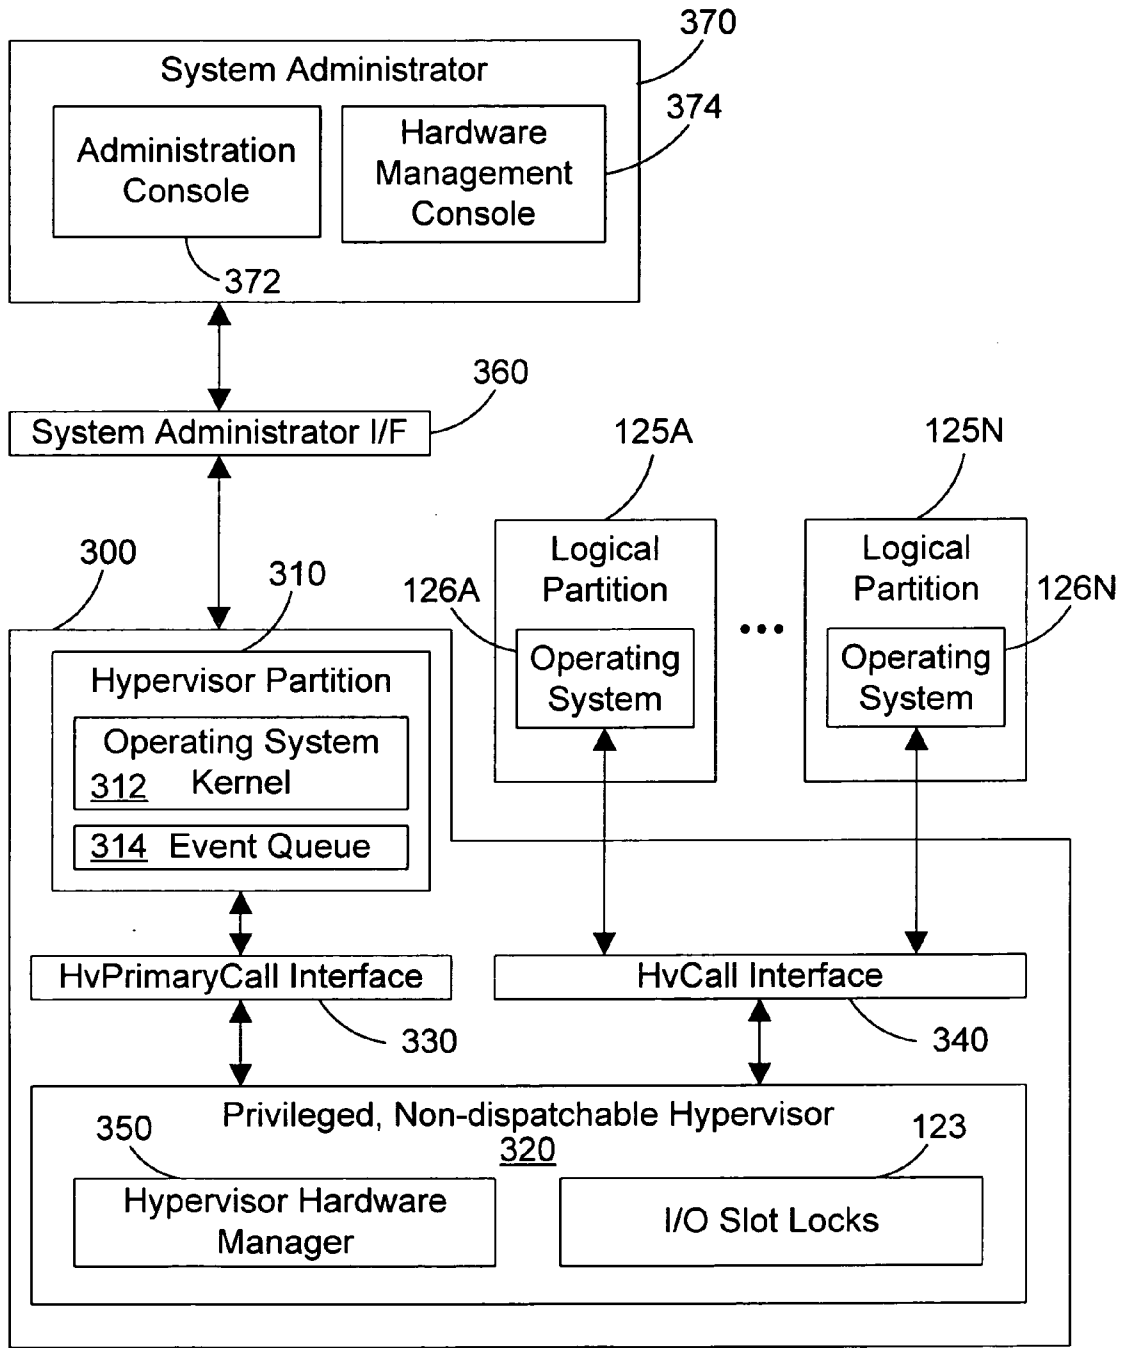 370
System Administrator
374
Administration
Console
Hardware
Management
Console
372
360
System Administrator I/F
125A
125N
300
310
Logical
Partition
Logical
Partition
126A
126N
•••
Hypervisor Partition
Operating
System
Operating
System
Operating System
312 Kernel
314 Event Queue
HvPrimaryCall Interface
HvCall Interface
330
340
Privileged, Non-dispatchable Hypervisor
350
320
123
Hypervisor Hardware
Manager
I/O Slot Locks